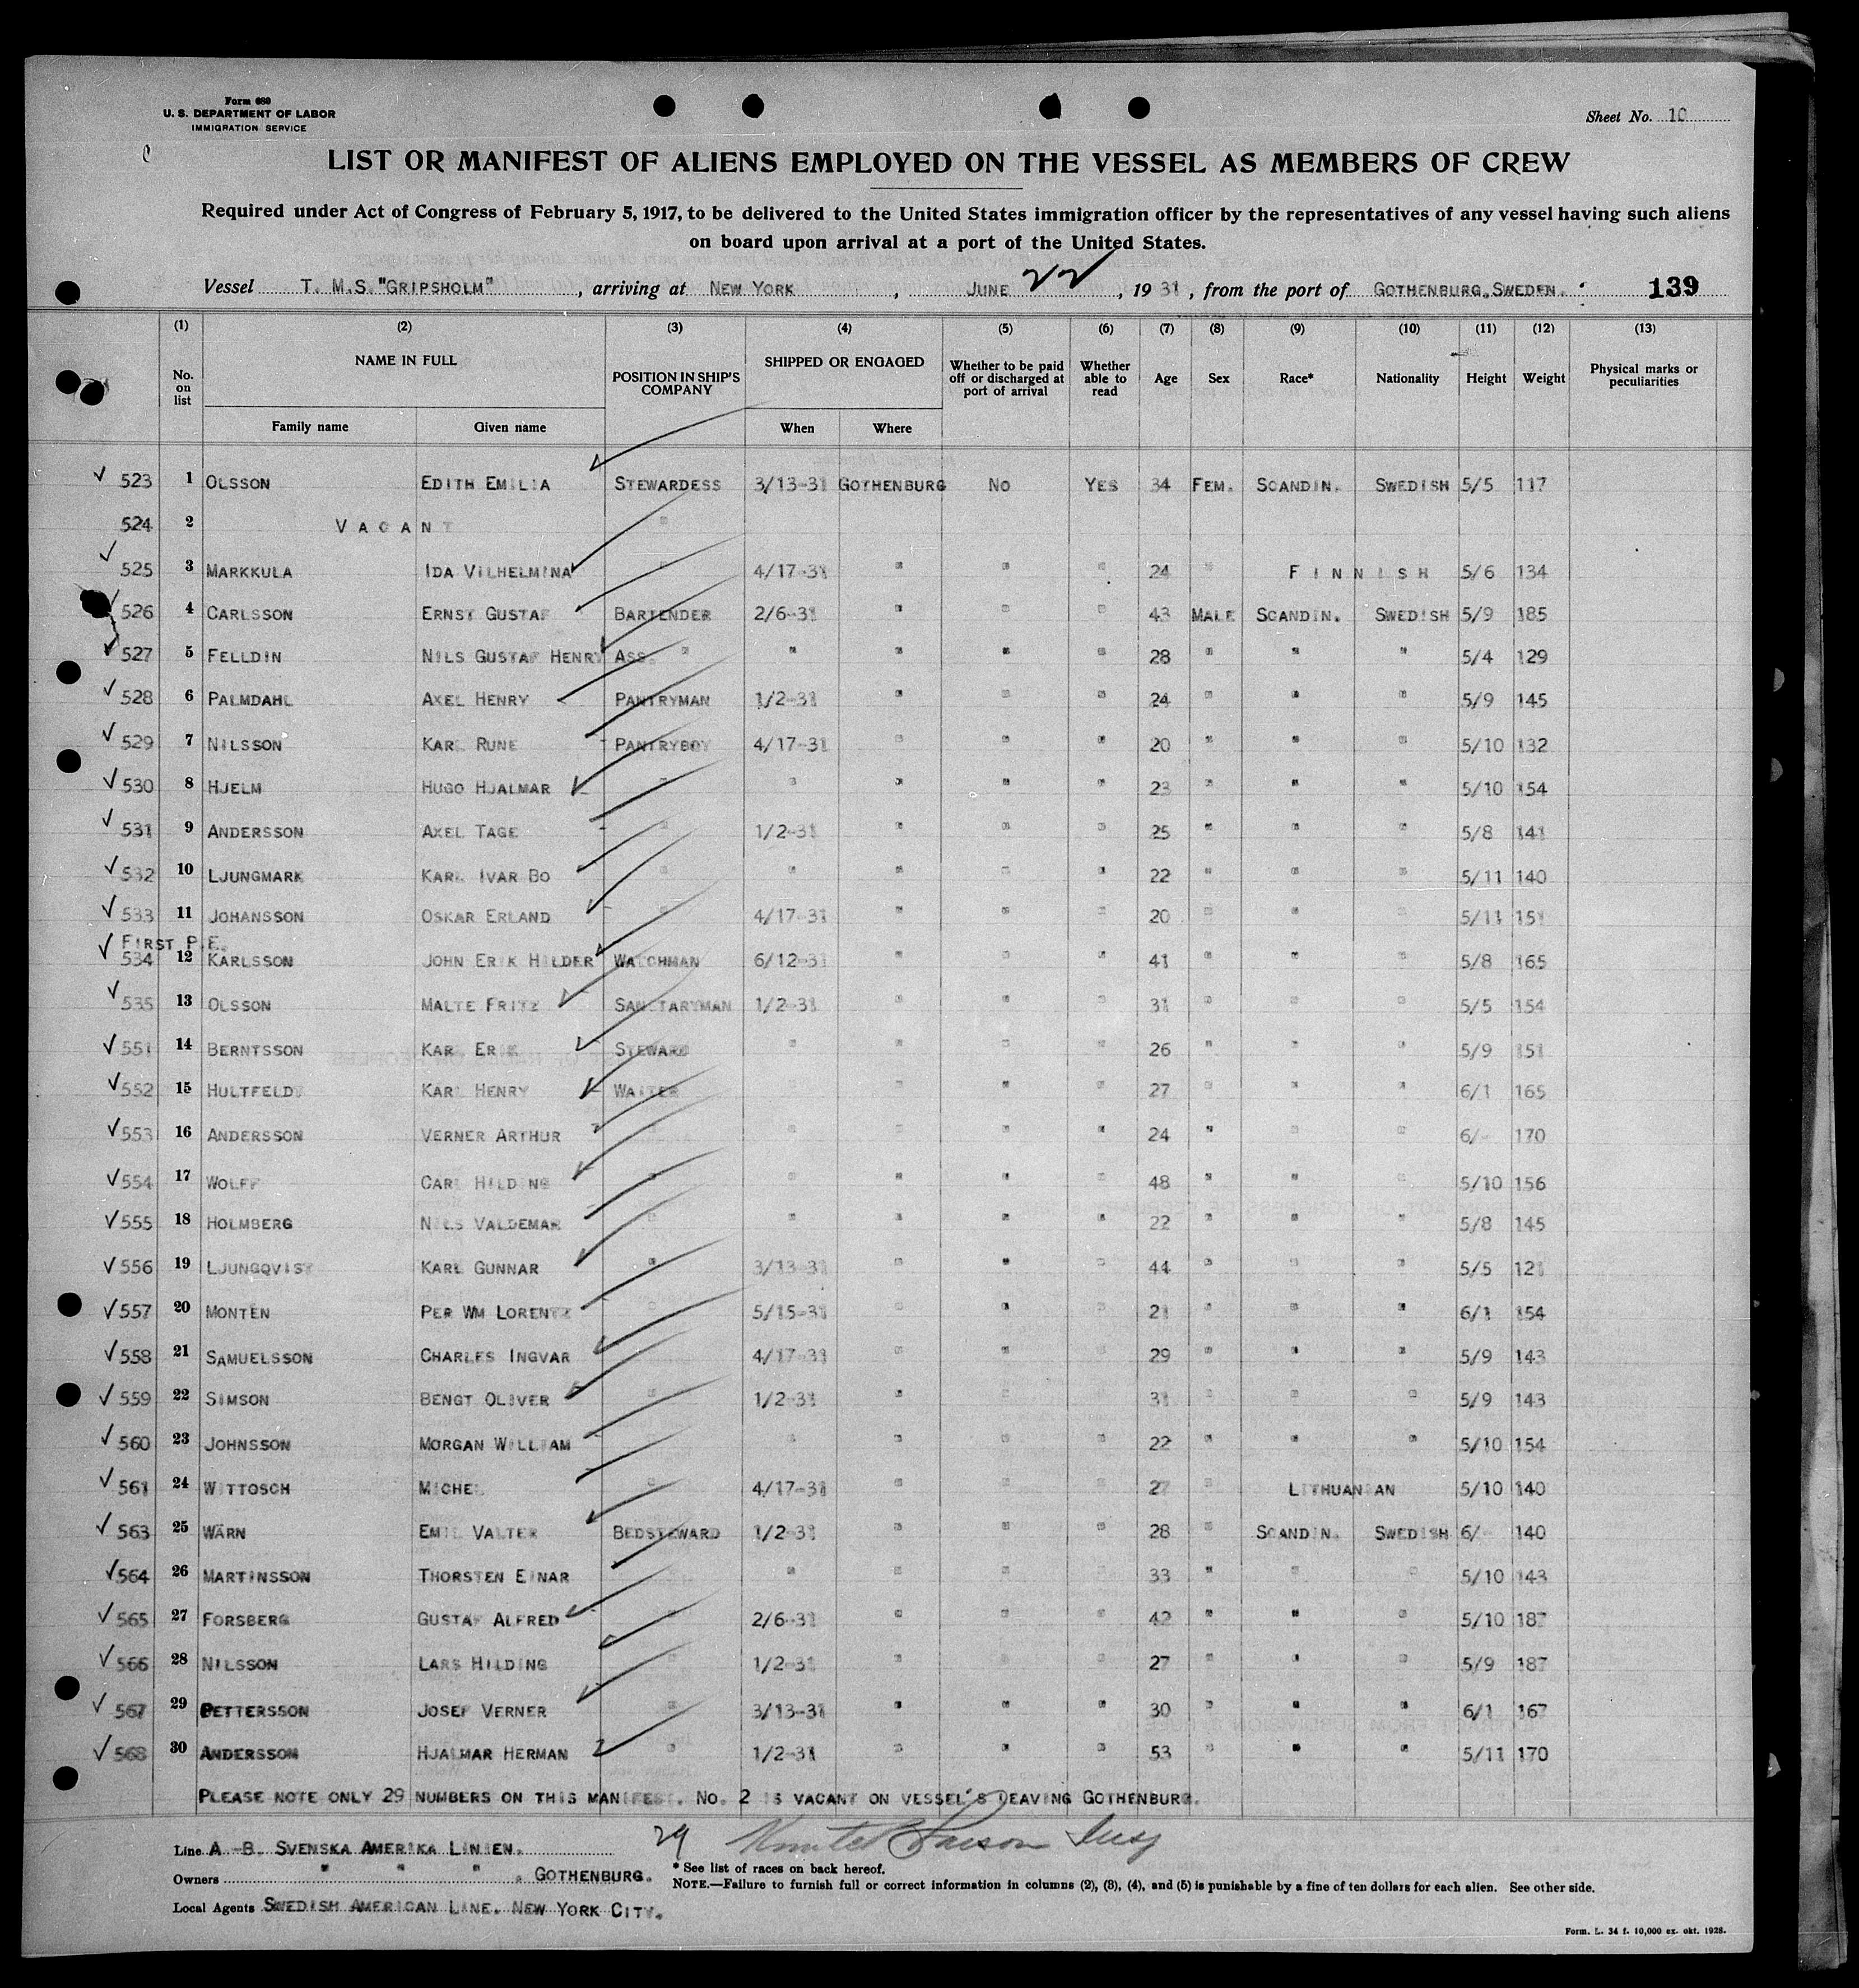 Form 680
U. S. DEPARTMENT OF LABOR
IMMIGRATION SERVICE
Sheet No. 10
LIST OR MANIFEST OF ALIENS EMPLOYED ON THE VESSEL AS MEMBERS OF CREW
Required under Act of Congress of February 5, 1917, to be delivered to the United States immigration officer by the representatives of any vessel having such aliens
on board upon arrival at a port of the United States.
Vessel T. M.S. "GRIPSHOLM", arriving at NEW YORK, JUNE 22, 1931, from the port of GOTHENBURG, SWEDEN. 139
(1) (2) (3) (4) (5) (6) (7) (8) (9) (10) (11) (12) (13)
No. on list NAME IN FULL POSITION IN SHIP'S COMPANY SHIPPED OR ENGAGED Whether to be paid off or discharged at port of arrival Whether able to read Age Sex Race* Nationality Height Weight Physical marks or peculiarities
Family name Given name When Where
523 1 OLSSON EDITH EMILIA STEWARDESS 3/13-31 GOTHENBURG NO YES 34 FEM. SCANDIN. SWEDISH 5/5 117
524 2 VACANT "
525 3 MARKKULA IDA VILHELMINA " 4/17-31 " " " 24 " FINNISH 5/6 134
526 4 CARLSSON ERNST GUSTAF BARTENDER 2/6-31 " " " 43 MALE SCANDIN. SWEDISH 5/9 185
527 5 FELLDIN NILS GUSTAF HENRY ASS. " " " " " 28 " " " 5/4 129
528 6 PALMDAHL AXEL HENRY PANTRYMAN 1/2-31 " " " 24 " " " 5/9 145
529 7 NILSSON KARL RUNE PANTRYBOY 4/17-31 " " " 20 " " " 5/10 132
530 8 HJELM HUGO HJALMAR " " " " " 23 " " " 5/10 154
531 9 ANDERSSON AXEL TAGE " 1/2-31 " " " 25 " " " 5/8 141
532 10 LJUNGMARK KARL IVAR BO " " " " " 22 " " " 5/11 140
533 11 JOHANSSON OSKAR ERLAND " 4/17-31 " " " 20 " " " 5/11 151
FIRST P.E.
534 12 KARLSSON JOHN ERIK HILDER WATCHMAN 6/12-31 " " " 41 " " " 5/8 165
535 13 OLSSON MALTE FRITZ SANITARYMAN 1/2-31 " " " 31 " " " 5/5 154
551 14 BERNTSSON KARL ERIK STEWARD " " " " 26 " " " 5/9 151
552 15 HULTFELDT KARL HENRY WAITER " " " " 27 " " " 6/1 165
553 16 ANDERSSON VERNER ARTHUR " " " " " 24 " " " 6/- 170
554 17 WOLFF CARL HILDING " " " " " 48 " " " 5/10 156
555 18 HOLMBERG NILS VALDEMAR " " " " " 22 " " " 5/8 145
556 19 LJUNGQVIST KARL GUNNAR " 3/13-31 " " " 44 " " " 5/5 121
557 20 MONTÈN PER WM LORENTZ " 5/15-31 " " " 21 " " " 6/1 154
558 21 SAMUELSSON CHARLES INGVAR " 4/17-31 " " " 29 " " " 5/9 143
559 22 SIMSON BENGT OLIVER " 1/2-31 " " " 31 " " " 5/9 143
560 23 JOHNSSON MORGAN WILLIAM " " " " " 22 " " " 5/10 154
561 24 WITTOSCH MICHEL " 4/17-31 " " " 27 " LITHUANIAN 5/10 140
563 25 WÄRN EMIL VALTER BEDSTEWARD 1/2-31 " " " 28 " SCANDIN. SWEDISH 6/- 140
564 26 MARTINSSON THORSTEN EINAR " " " " " 33 " " " 5/10 143
565 27 FORSBERG GUSTAF ALFRED " 2/6-31 " " " 42 " " " 5/10 187
566 28 NILSSON LARS HILDING " 1/2-31 " " " 27 " " " 5/9 187
567 29 PETTERSSON JOSEF VERNER " 3/13-31 " " " 30 " " " 6/1 167
568 30 ANDERSSON HJALMAR HERMAN " 1/2-31 " " " 53 " " " 5/11 170
PLEASE NOTE ONLY 29 NUMBERS ON THIS MANIFEST. NO. 2 IS VACANT ON VESSEL'S LEAVING GOTHENBURG.
29
Line A.-B. SVENSKA AMERIKA LINIEN.
* See list of races on back hereof.
Owners " " " , GOTHENBURG.
NOTE.—Failure to furnish full or correct information in columns (2), (3), (4), and (5) is punishable by a fine of ten dollars for each alien. See other side.
Local Agents SWEDISH AMERICAN LINE. NEW YORK CITY.
Form. L. 34 f. 10,000 ex. okt. 1928.